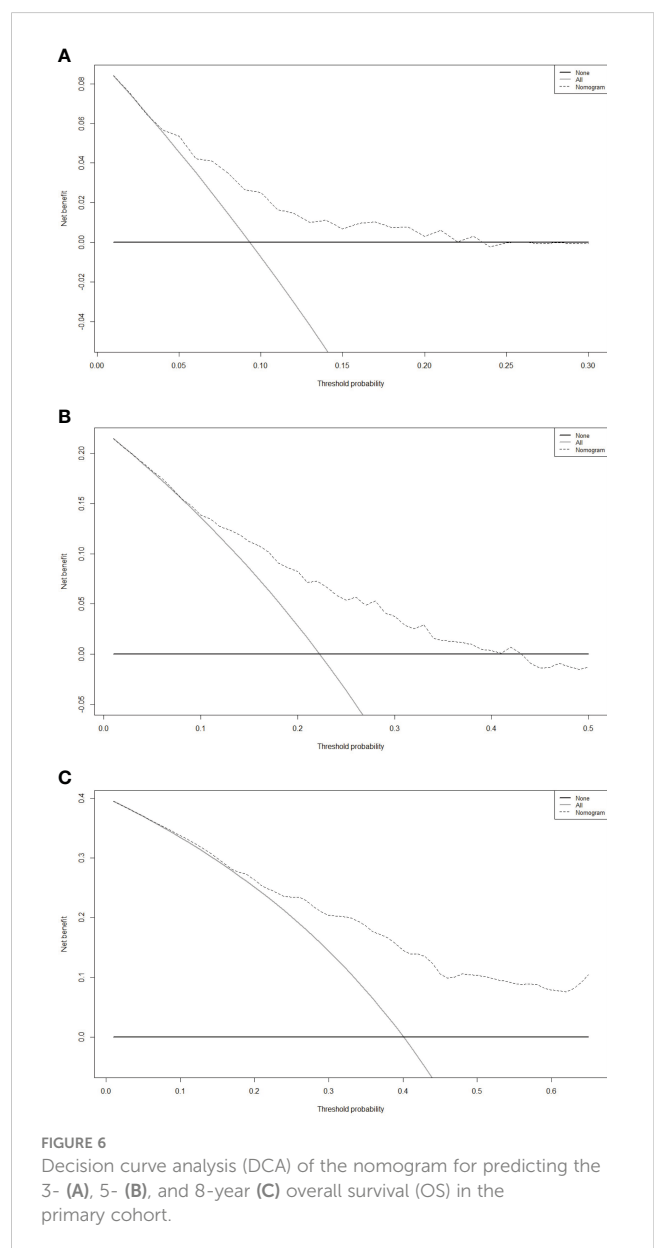 A
None
All
Nomogram
0.08
0.06
0.04
0.02
0.00
-0.02
-0.04
Net benefit
0.00 0.05 0.10 0.15 0.20 0.25 0.30
Threshold probability
B
None
All
Nomogram
0.20
0.15
0.10
0.05
0.00
-0.05
Net benefit
0.0 0.1 0.2 0.3 0.4 0.5
Threshold probability
C
None
All
Nomogram
0.4
0.3
0.2
0.1
0.0
Net benefit
0.0 0.1 0.2 0.3 0.4 0.5 0.6
Threshold probability
FIGURE 6
Decision curve analysis (DCA) of the nomogram for predicting the
3- (A), 5- (B), and 8-year (C) overall survival (OS) in the
primary cohort.